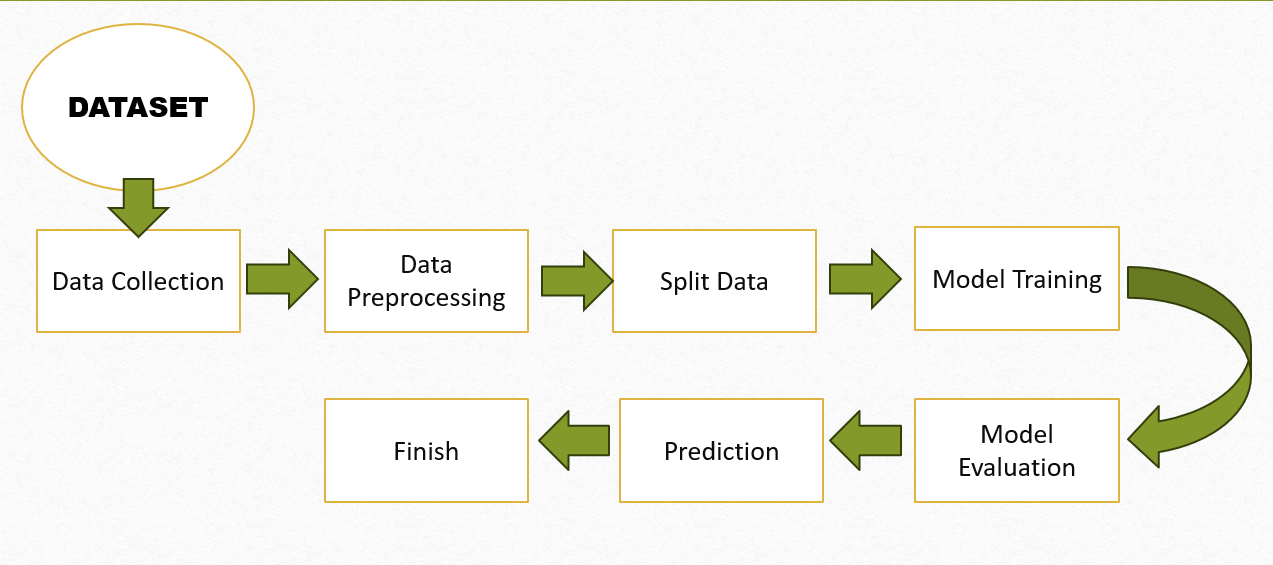 DATASET
Data Collection
Data
Preprocessing
Split Data
Model Training
Model
Evaluation
Prediction
Finish